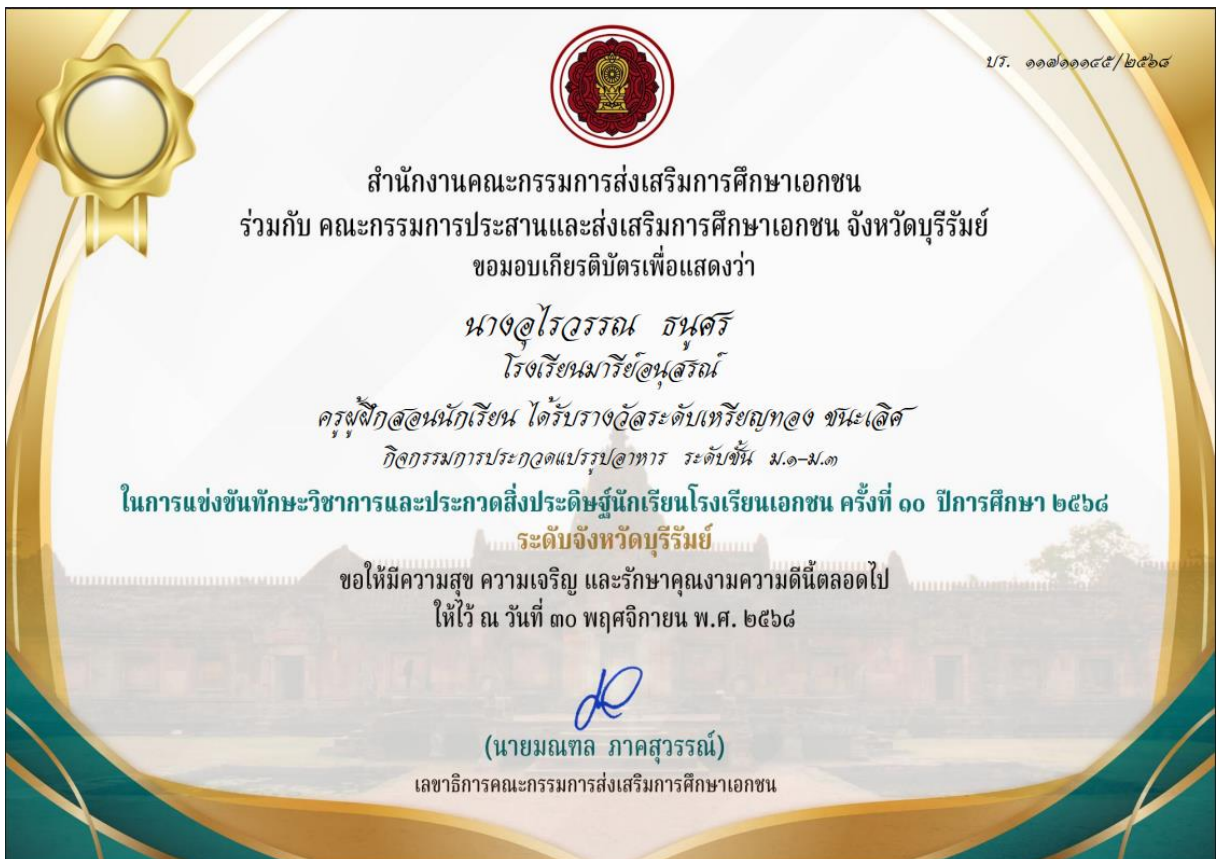 บร. ๑๑๗๑๑๑๔๕/๒๕๖๘
สำนักงานคณะกรรมการส่งเสริมการศึกษาเอกชน
ร่วมกับ คณะกรรมการประสานและส่งเสริมการศึกษาเอกชน จังหวัดบุรีรัมย์
ขอมอบเกียรติบัตรเพื่อแสดงว่า
นางอุไรวรรณ ธนูศร
โรงเรียนมารีย์อนุสรณ์
ครูผู้ฝึกสอนนักเรียน ได้รับรางวัลระดับเหรียญทอง ชนะเลิศ
กิจกรรมการประกวดแปรรูปอาหาร ระดับชั้น ม.๑-ม.๓
ในการแข่งขันทักษะวิชาการและประกวดสิ่งประดิษฐ์นักเรียนโรงเรียนเอกชน ครั้งที่ ๑๐ ปีการศึกษา ๒๕๖๘
ระดับจังหวัดบุรีรัมย์
ขอให้มีความสุข ความเจริญ และรักษาคุณงามความดีนี้ตลอดไป
ให้ไว้ ณ วันที่ ๓๐ พฤศจิกายน พ.ศ. ๒๕๖๘
(นายมณฑล ภาคสุวรรณ์)
เลขาธิการคณะกรรมการส่งเสริมการศึกษาเอกชน